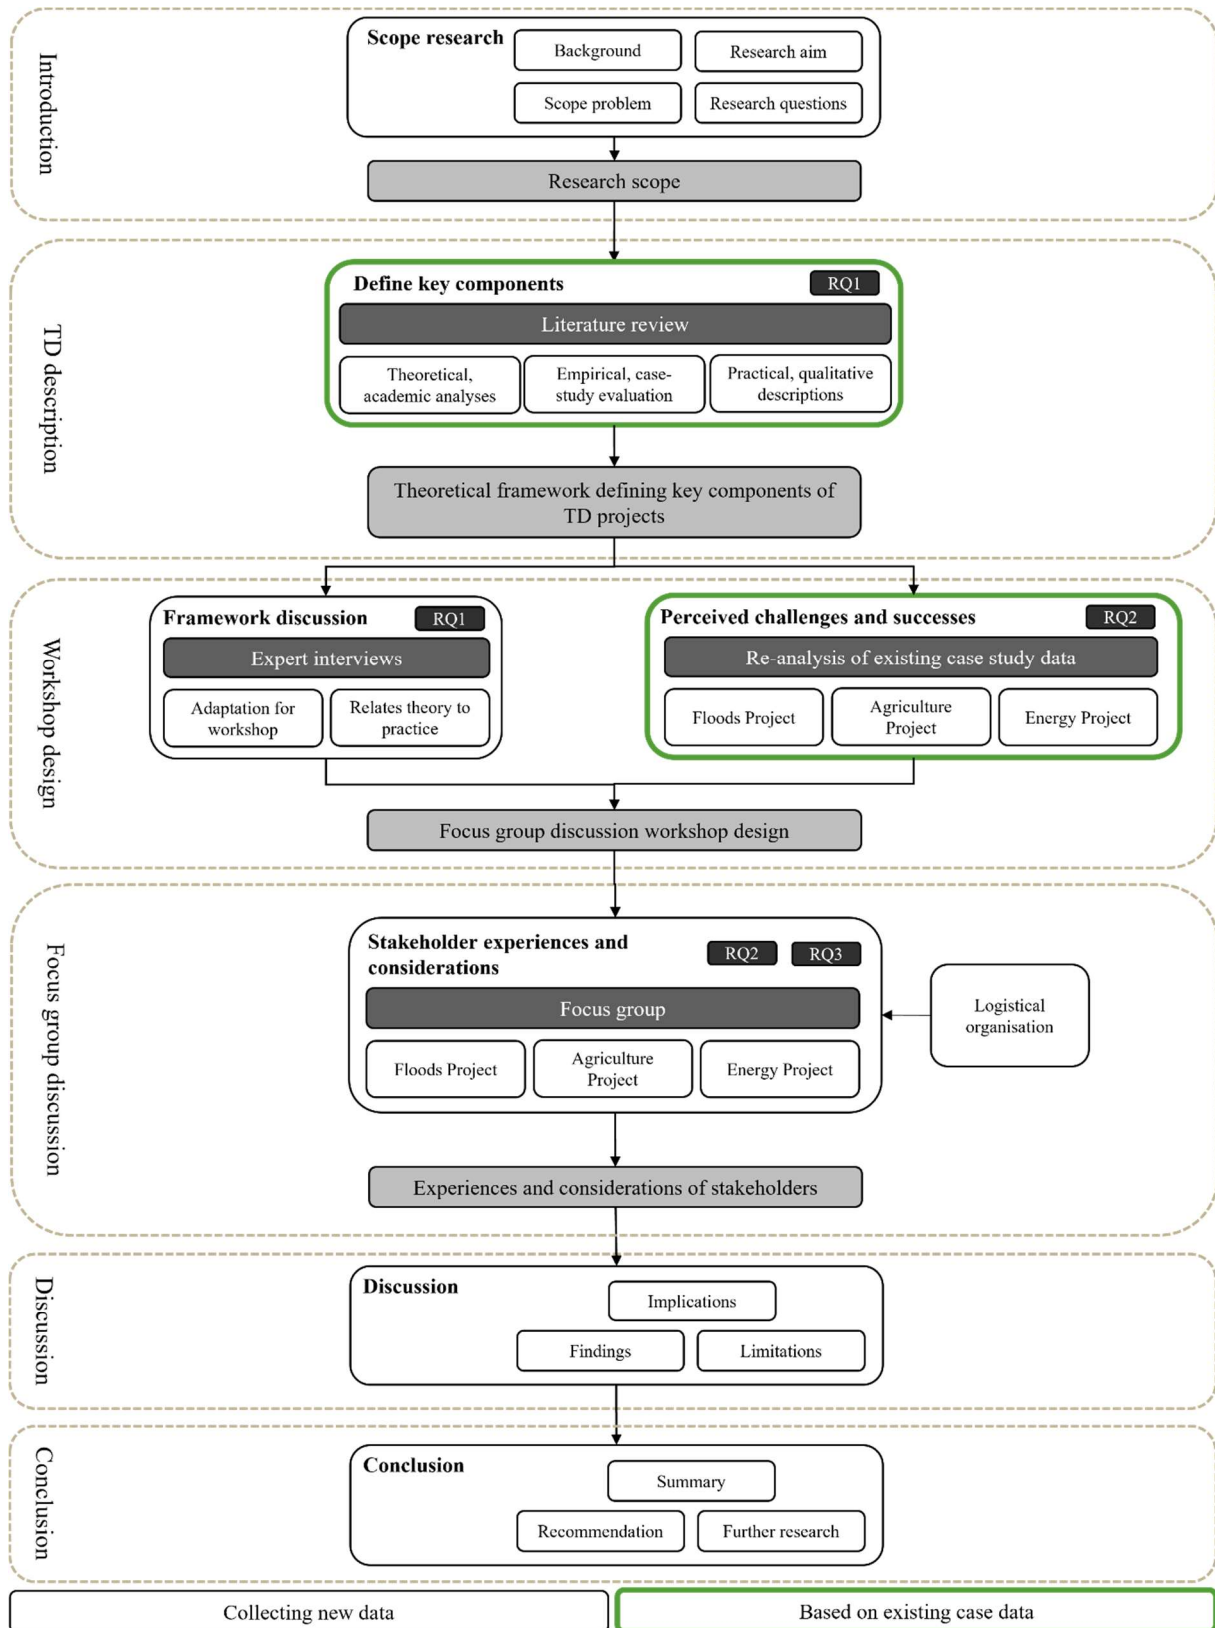 Introduction
Scope research
Background
Research aim
Scope problem
Research questions
Research scope
TD description
Define key components
RQ1
Literature review
Theoretical,
academic analyses
Empirical, case-
study evaluation
Practical, qualitative
descriptions
Theoretical framework defining key components of
TD projects
Workshop design
Framework discussion
RQ1
Expert interviews
Adaptation for
workshop
Relates theory to
practice
Perceived challenges and successes
RQ2
Re-analysis of existing case study data
Floods Project
Agriculture
Project
Energy Project
Focus group discussion workshop design
Focus group discussion
Stakeholder experiences and
considerations
RQ2
RQ3
Focus group
Floods Project
Agriculture
Project
Energy Project
Logistical
organisation
Experiences and considerations of stakeholders
Discussion
Discussion
Implications
Findings
Limitations
Conclusion
Conclusion
Summary
Recommendation
Further research
Collecting new data
Based on existing case data